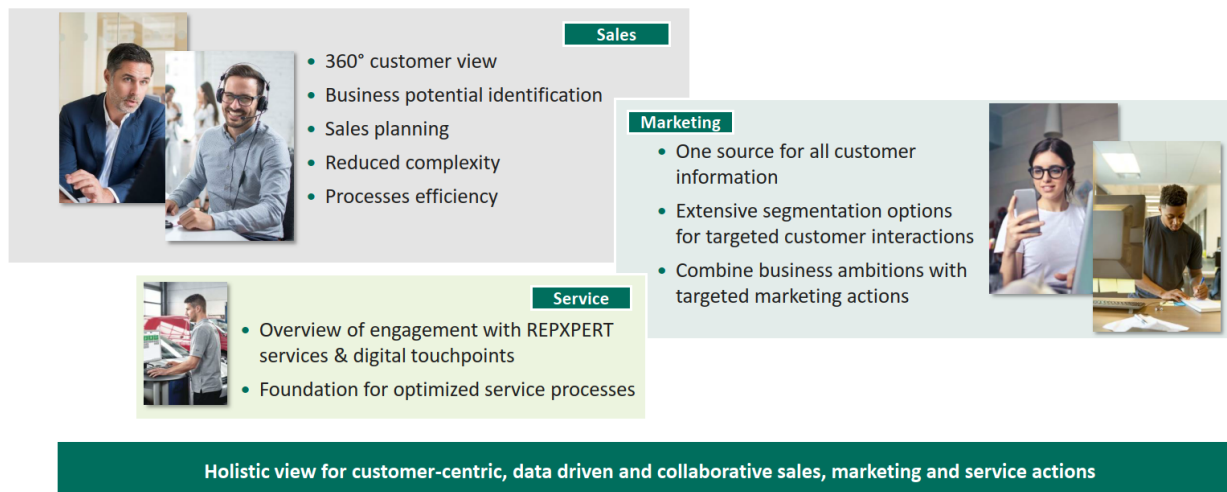 Sales
• 360° customer view
• Business potential identification
• Sales planning
• Reduced complexity
• Processes efficiency
Marketing
• One source for all customer
information
• Extensive segmentation options
for targeted customer interactions
• Combine business ambitions with
targeted marketing actions
Service
• Overview of engagement with REPXPERT
services & digital touchpoints
• Foundation for optimized service processes
Holistic view for customer-centric, data driven and collaborative sales, marketing and service actions